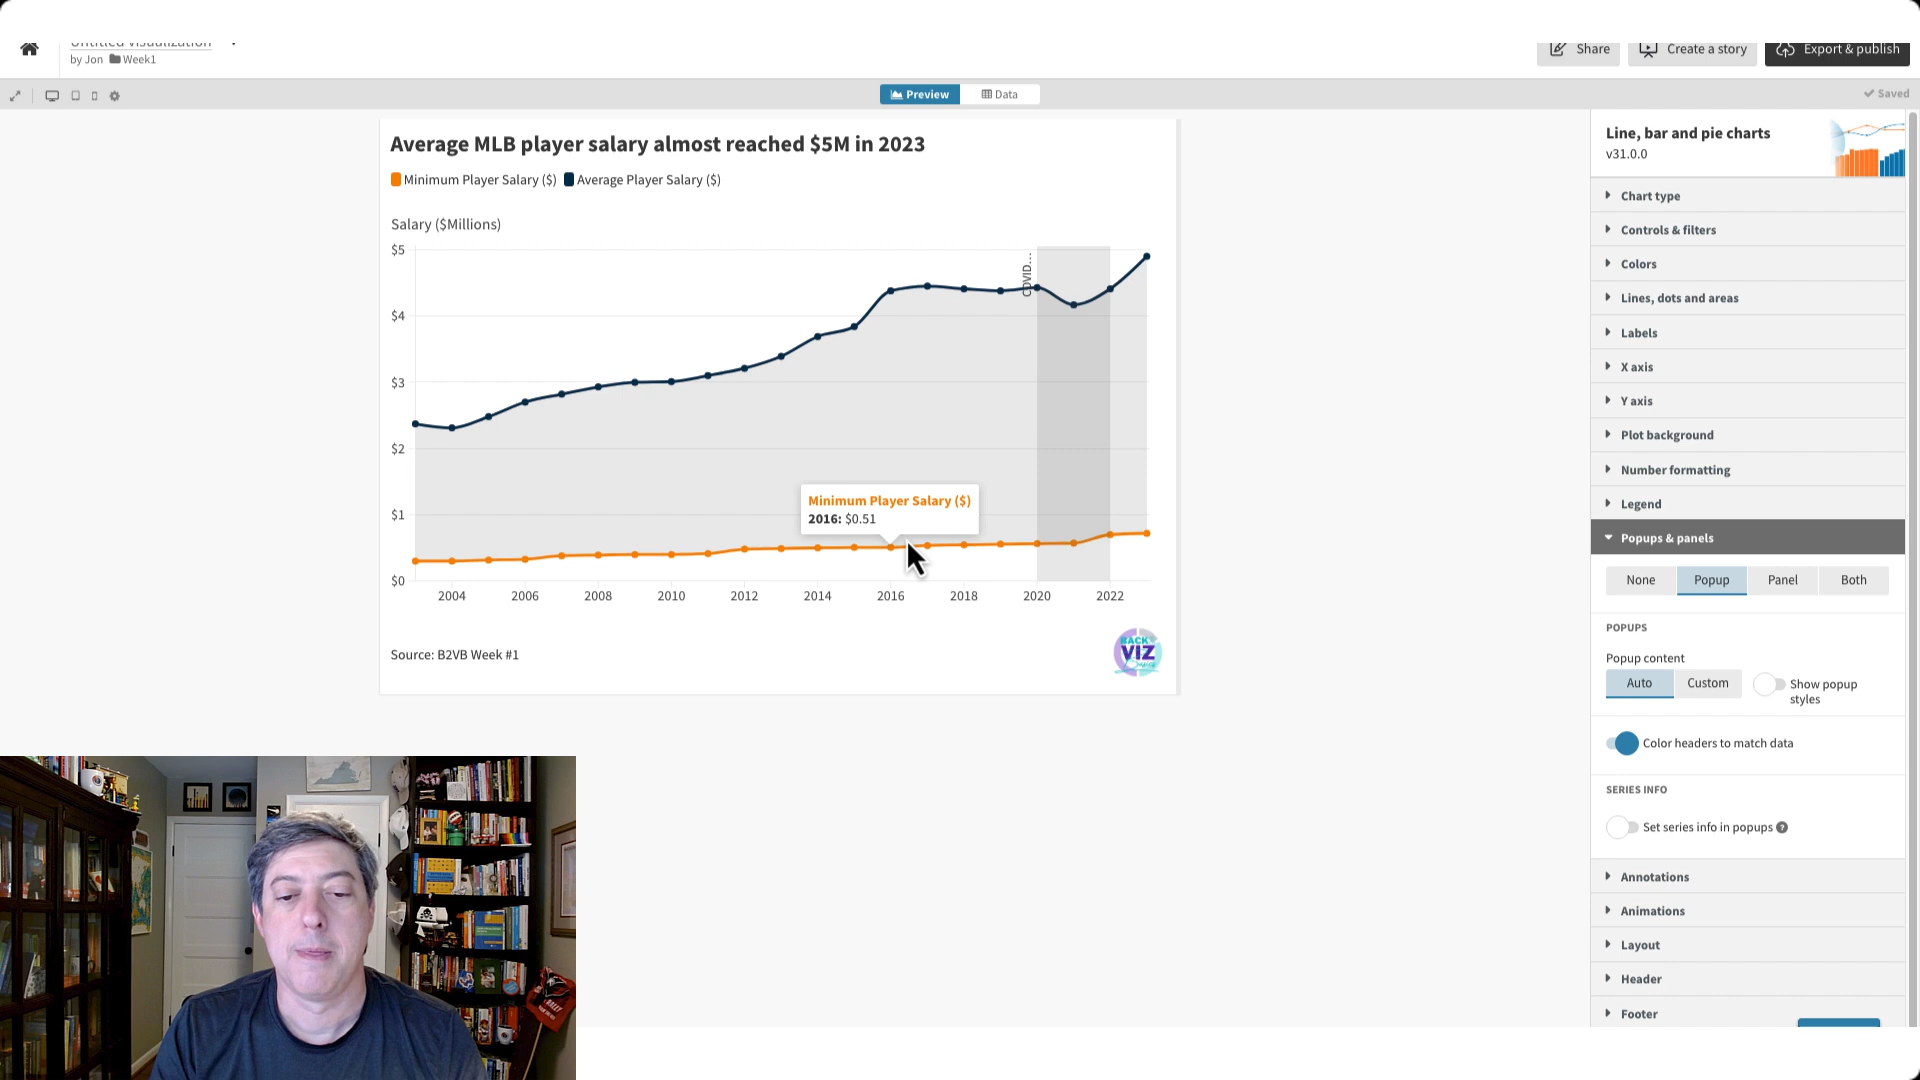 by Jon Week1
Share
Create a story
Export & publish
Preview
Data
Saved
Average MLB player salary almost reached $5M in 2023
Minimum Player Salary ($) Average Player Salary ($)
Salary ($Millions)
$5
$4
$3
$2
$1
$0
COVID...
Minimum Player Salary ($)
2016: $0.51
2004 2006 2008 2010 2012 2014 2016 2018 2020 2022
Source: B2VB Week #1
BACK
VIZ
Line, bar and pie charts
v31.0.0
Chart type
Controls & filters
Colors
Lines, dots and areas
Labels
X axis
Y axis
Plot background
Number formatting
Legend
Popups & panels
None Popup Panel Both
POPUPS
Popup content
Auto Custom
Show popup
styles
Color headers to match data
SERIES INFO
Set series info in popups ?
Annotations
Animations
Layout
Header
Footer